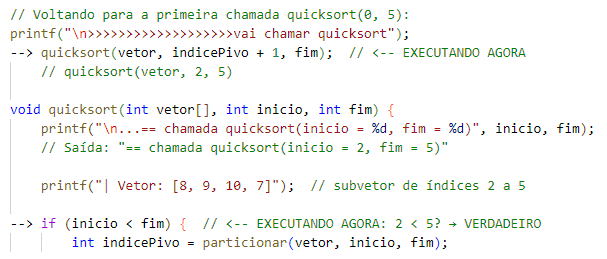 // Voltando para a primeira chamada quicksort(0, 5):
printf("\n>>>>>>>>>>>>>>>>>>>>vai chamar quicksort");
--> quicksort(vetor, indicePivo + 1, fim);  // <-- EXECUTANDO AGORA
    // quicksort(vetor, 2, 5)
void quicksort(int vetor[], int inicio, int fim) {
    printf("\n...== chamada quicksort(inicio = %d, fim = %d)", inicio, fim);
    // Saída: "== chamada quicksort(inicio = 2, fim = 5)"
    printf("| Vetor: [8, 9, 10, 7]");  // subvetor de índices 2 a 5
--> if (inicio < fim) {  // <-- EXECUTANDO AGORA: 2 < 5? → VERDADEIRO
        int indicePivo = particionar(vetor, inicio, fim);